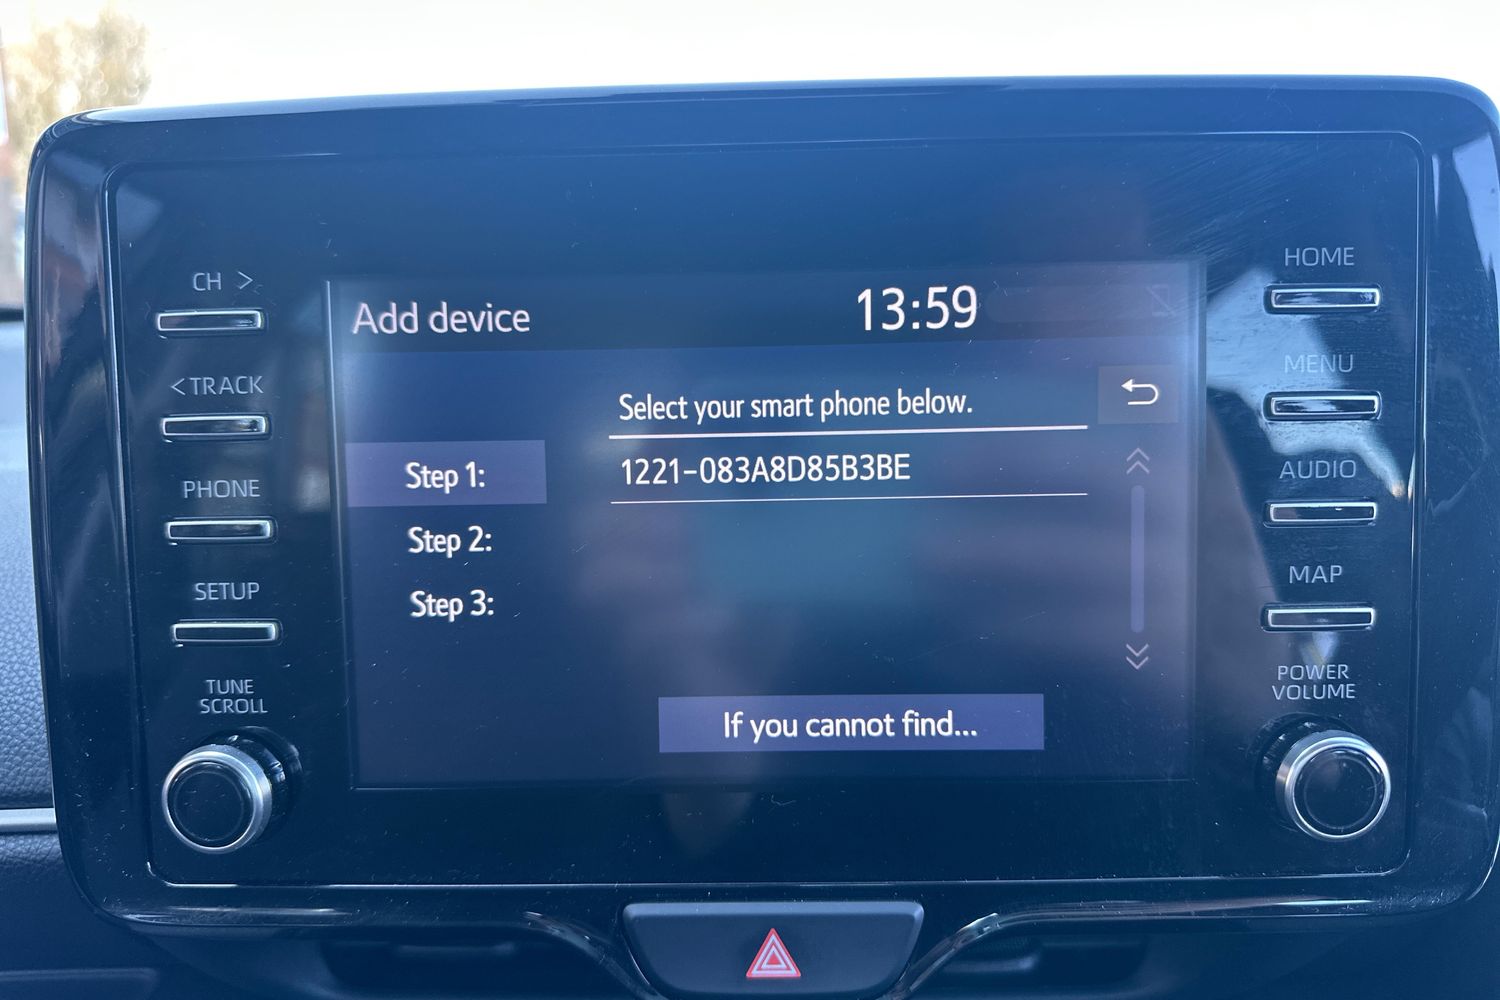 CH >
<TRACK
PHONE
SETUP
TUNE
SCROLL
Add device
13:59
Select your smart phone below.
1221-083A8D85B3BE
Step 1:
Step 2:
Step 3:
If you cannot find...
HOME
MENU
AUDIO
MAP
POWER
VOLUME